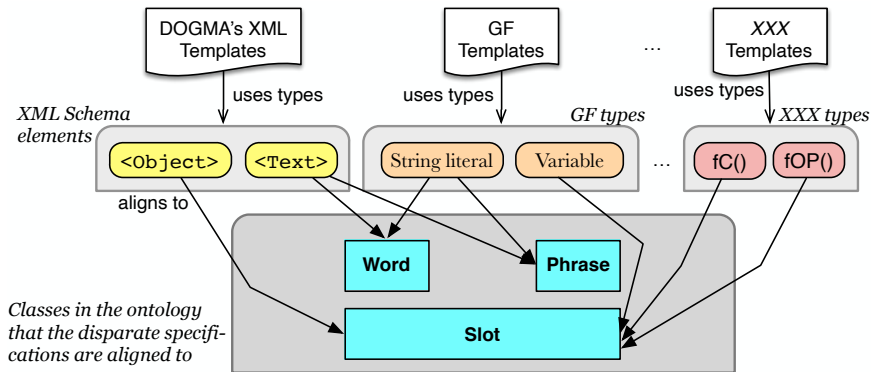 DOGMA's XML
Templates
GF
Templates
...
XXX
Templates
uses types
uses types
uses types
XML Schema
elements
GF types
XXX types
<Object>
<Text>
String literal
Variable
...
fC()
fOP()
aligns to
Word
Phrase
Classes in the ontology
that the disparate specifi-
cations are aligned to
Slot